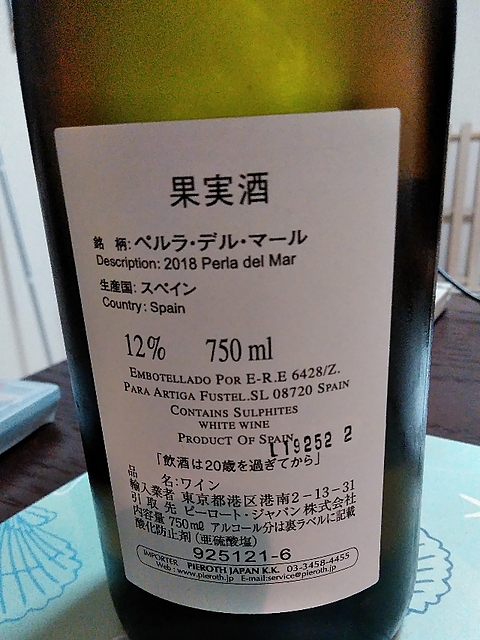 果実酒
銘 柄: ペルラ・デル・マール
Description: 2018 Perla del Mar
生産国: スペイン
Country: Spain
12% 750 ml
EMBOTELLADO POR E-R.E 6428/Z.
PARA ARTIGA FUSTEL.SL 08720 SPAIN
CONTAINS SULPHITES
WHITE WINE
PRODUCT OF SPAIN
L19252 2
「飲酒は20歳を過ぎてから」
品 名:ワイン
輸入業者 東京都港区港南2-13-31
引 取 先 ピーロート・ジャパン株式会社
内容量 750㎖ アルコール分は裏ラベルに記載
酸化防止剤(亜硫酸塩)
925121-6
IMPORTER PIEROTH JAPAN K.K. 03-3458-4455
Web: www.pieroth.jp E-mail:service@pieroth.jp